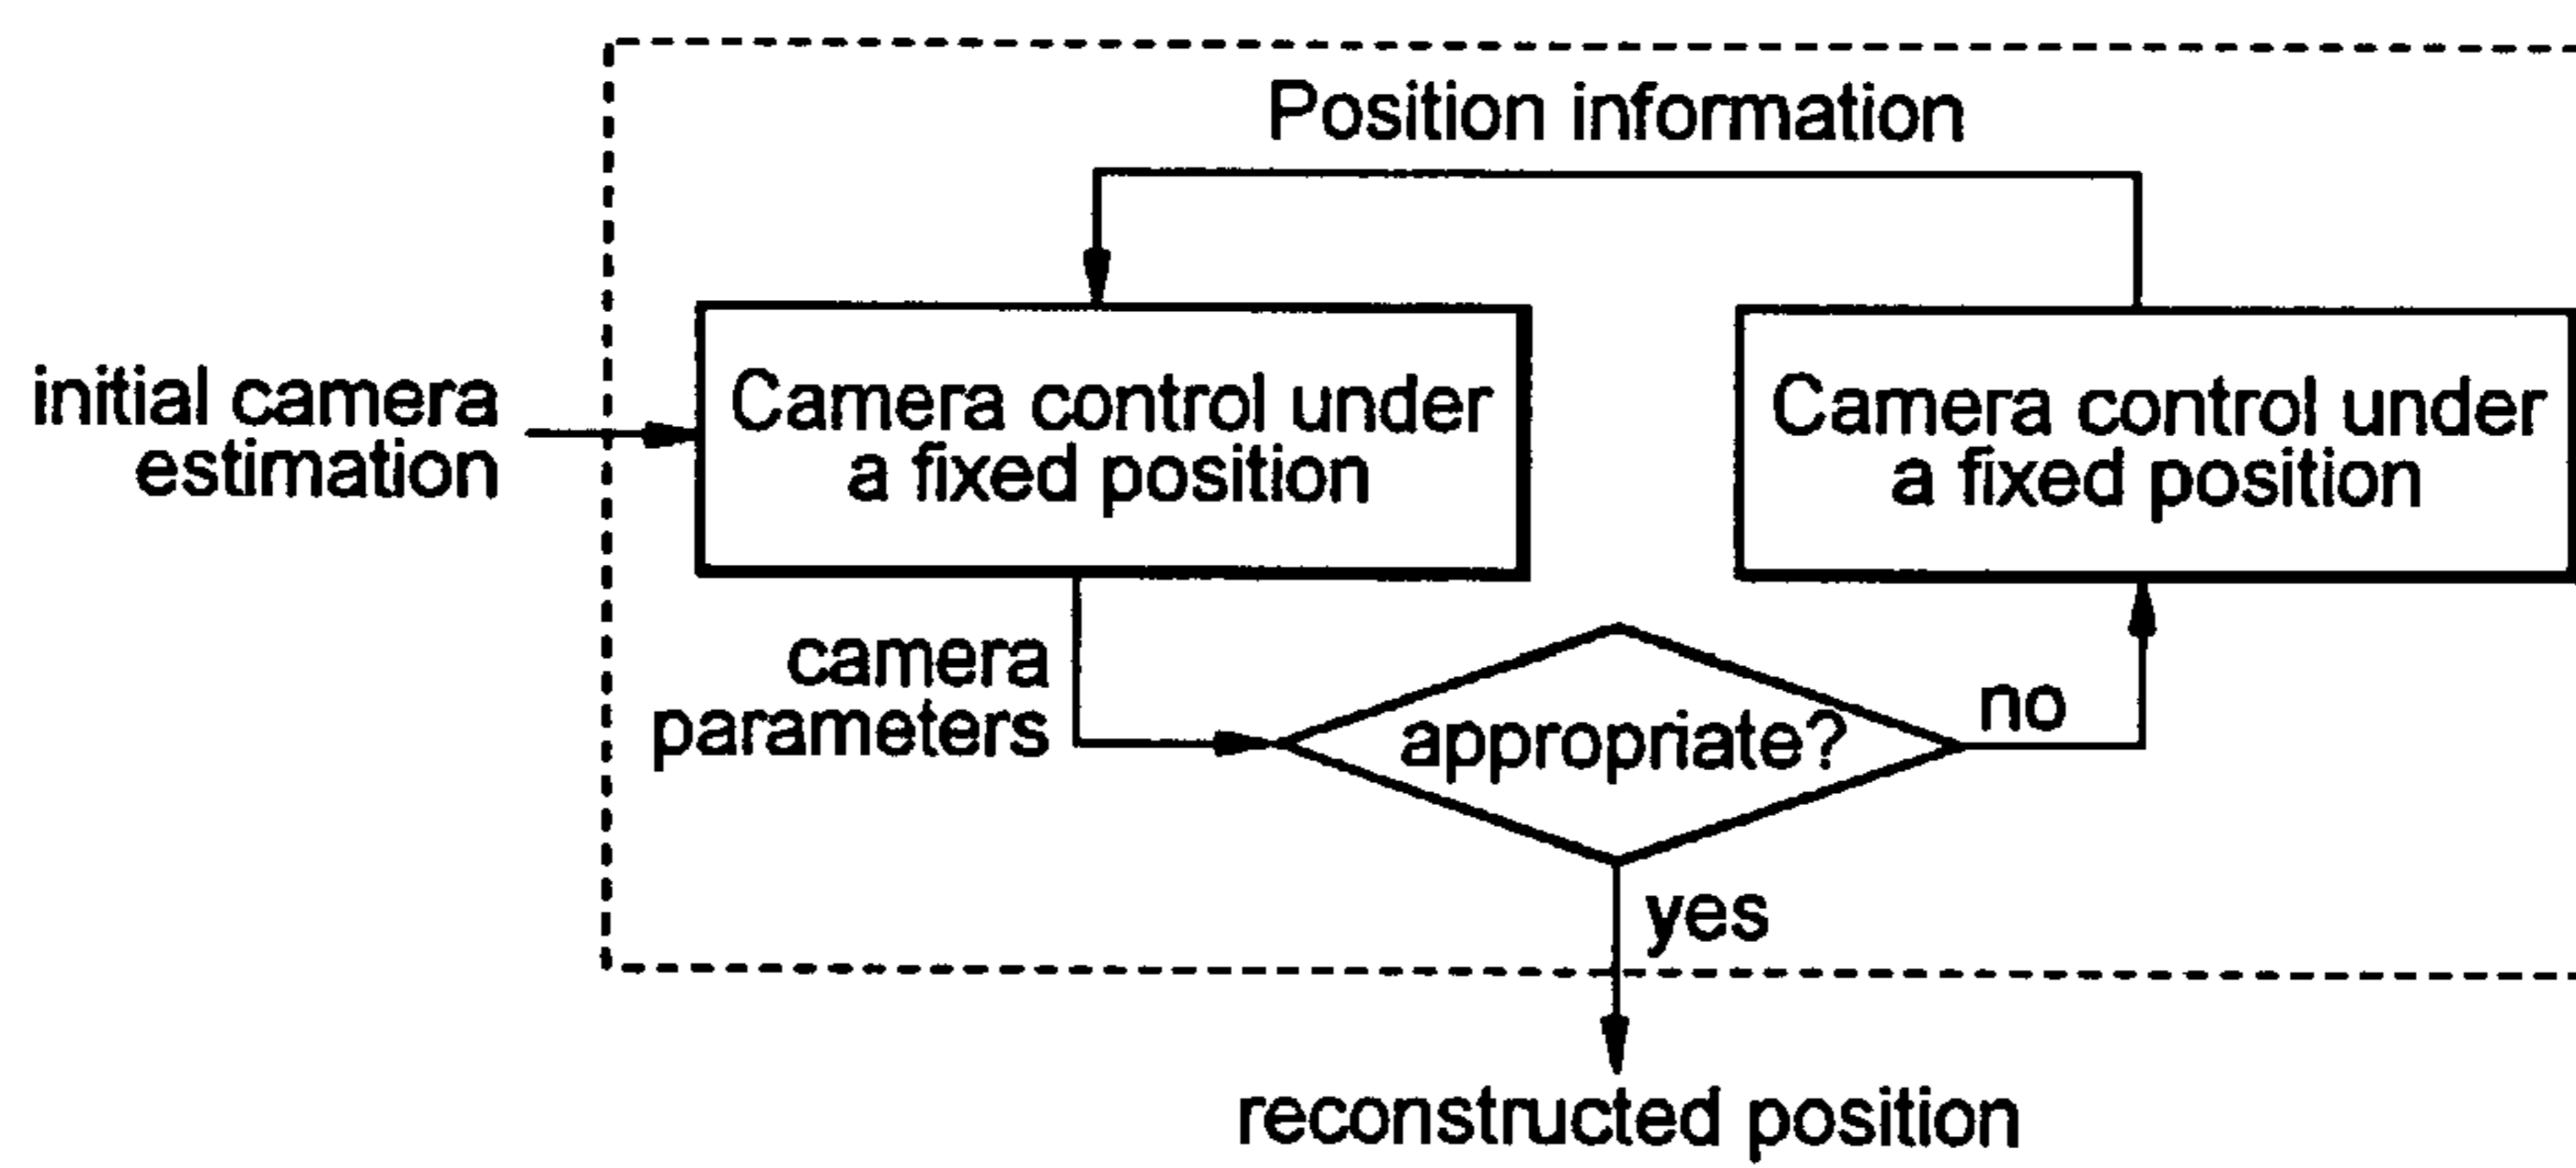 Position information
initial camera
estimation
Camera control under
a fixed position
Camera control under
a fixed position
camera
parameters
appropriate?
no
yes
reconstructed position